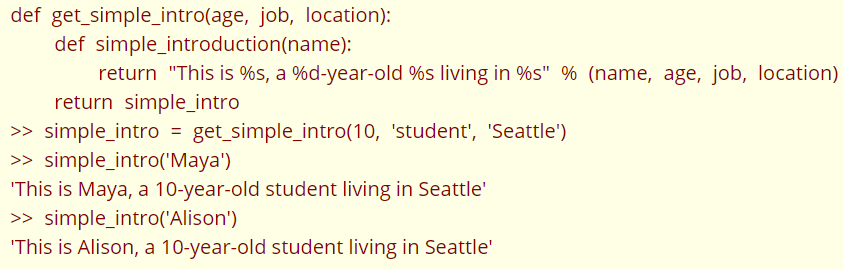 def get_simple_intro(age, job, location):
def simple_introduction(name):
return "This is %s, a %d-year-old %s living in %s" % (name, age, job, location)
return simple_intro
>> simple_intro = get_simple_intro(10, 'student', 'Seattle')
>> simple_intro('Maya')
'This is Maya, a 10-year-old student living in Seattle'
>> simple_intro('Alison')
'This is Alison, a 10-year-old student living in Seattle'